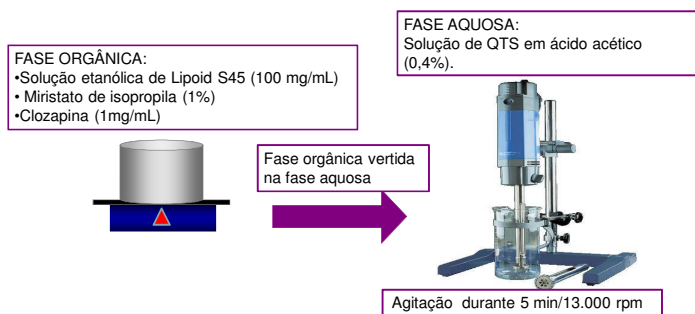 FASE ORGÂNICA:
•Solução etanólica de Lipoid S45 (100 mg/mL)
• Miristato de isopropila (1%)
• Clozapina (1mg/mL)
Fase orgânica vertida
na fase aquosa
FASE AQUOSA:
Solução de QTS em ácido acético
(0,4%).
Agitação durante 5 min/13.000 rpm